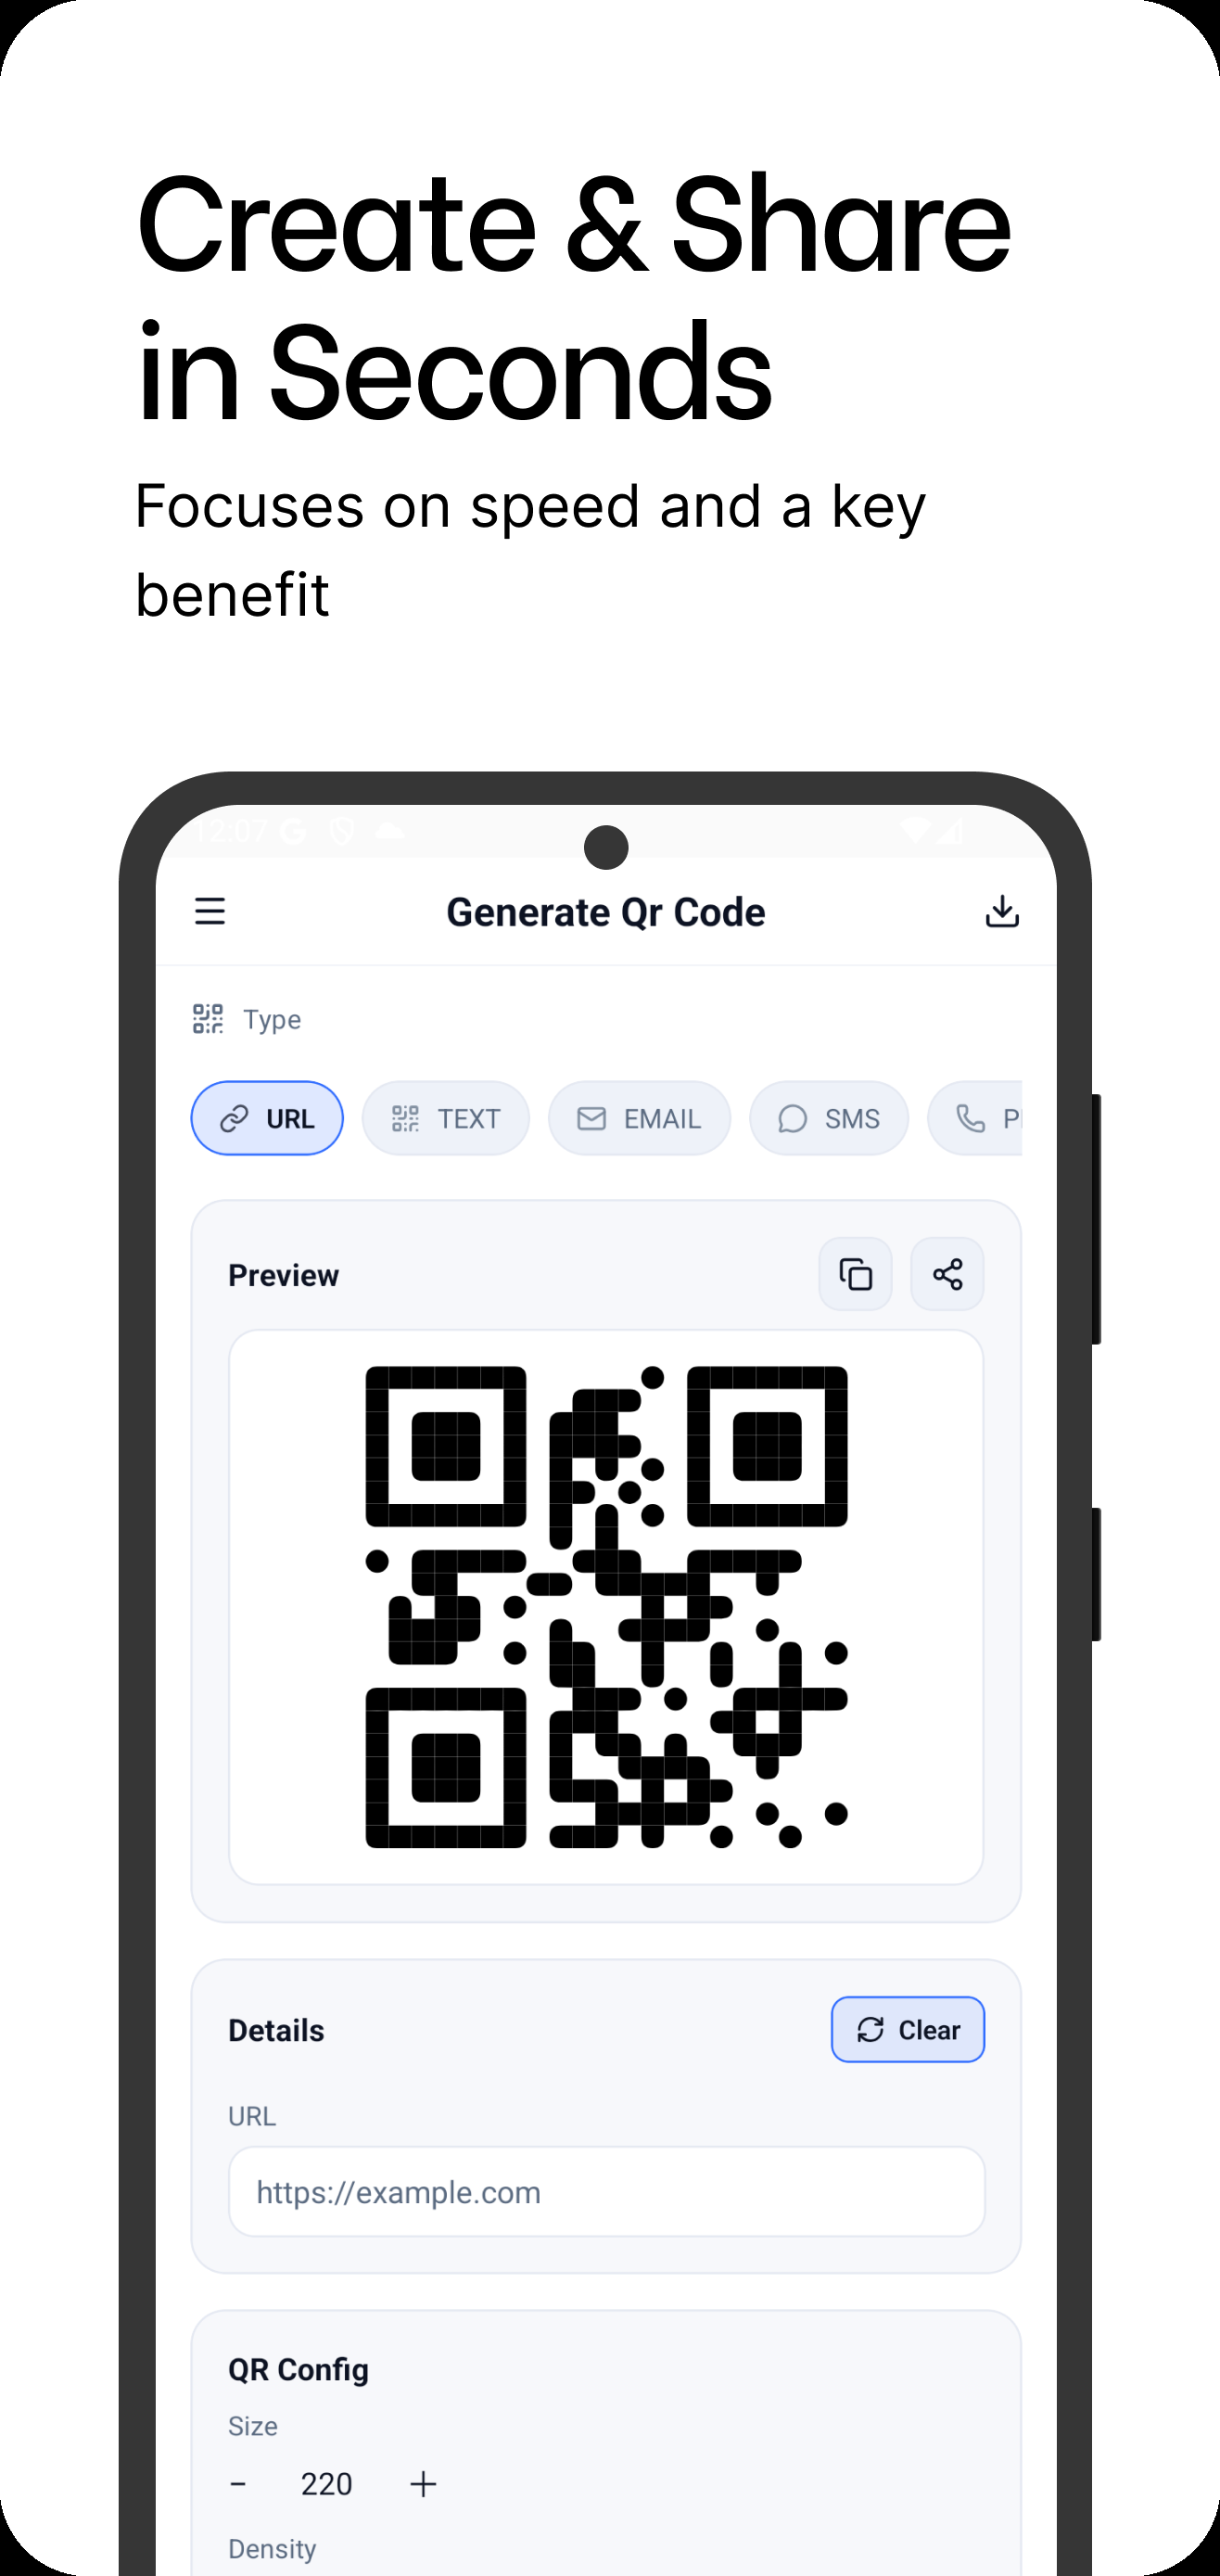 Create & Share
in Seconds
Focuses on speed and a key
benefit
12:07
Generate Qr Code
Type
URL TEXT EMAIL SMS
Preview
Details
Clear
URL
https://example.com
QR Config
Size
- 220 +
Density